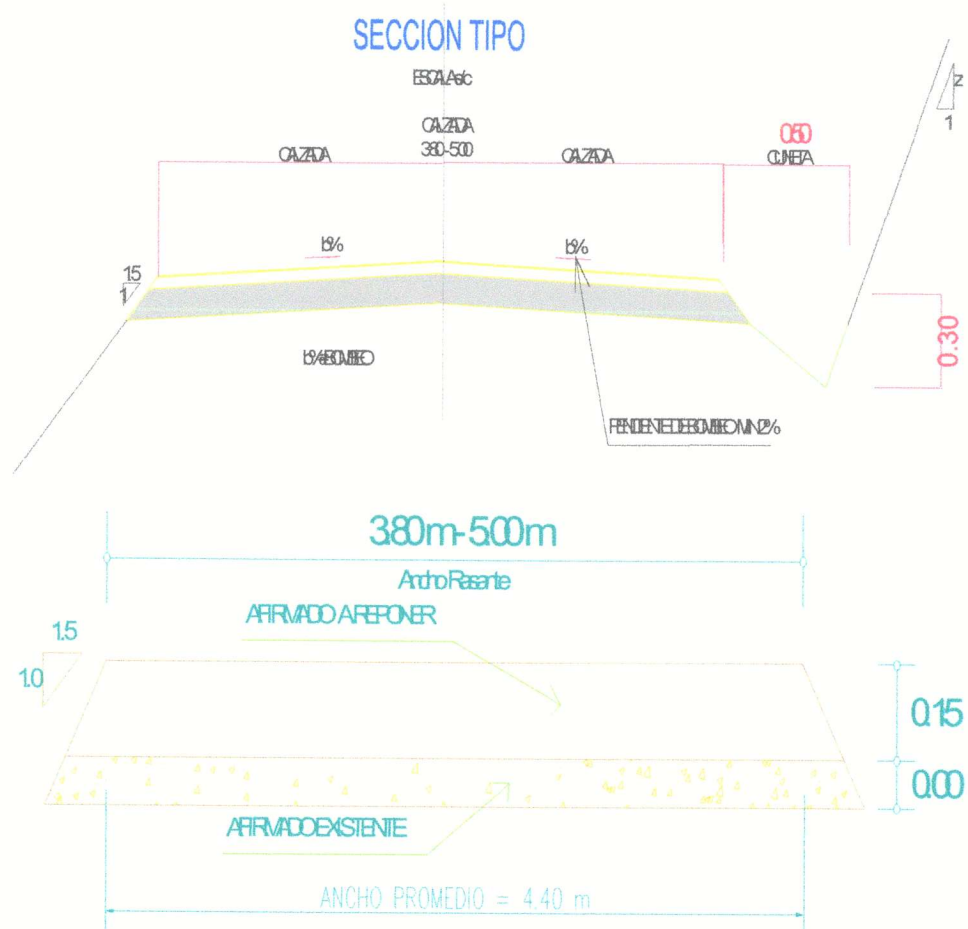 SECCION TIPO
ESCALA s/c
CALZADA
3.80-5.00
CALZADA
CALZADA
0.50
CUNETA
z
1
b%
b%
1.5
1
0.30
b%=BOMBEO
PENDIENTE DE BOMBEO MIN 2%
3.80m-5.00m
Ancho Rasante
AFIRMADO A REPONER
1.5
1.0
0.15
0.00
AFIRMADO EXISTENTE
ANCHO PROMEDIO = 4.40 m